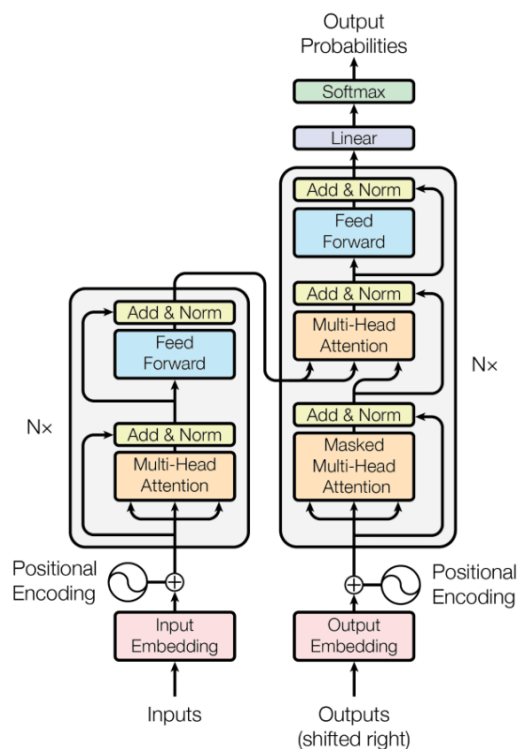 Output
Probabilities
Softmax
Linear
Add & Norm
Feed
Forward
Add & Norm
Multi-Head
Attention
Add & Norm
Masked
Multi-Head
Attention
N×
Add & Norm
Feed
Forward
N×
Add & Norm
Multi-Head
Attention
Positional
Encoding
Positional
Encoding
Input
Embedding
Output
Embedding
Inputs
Outputs
(shifted right)